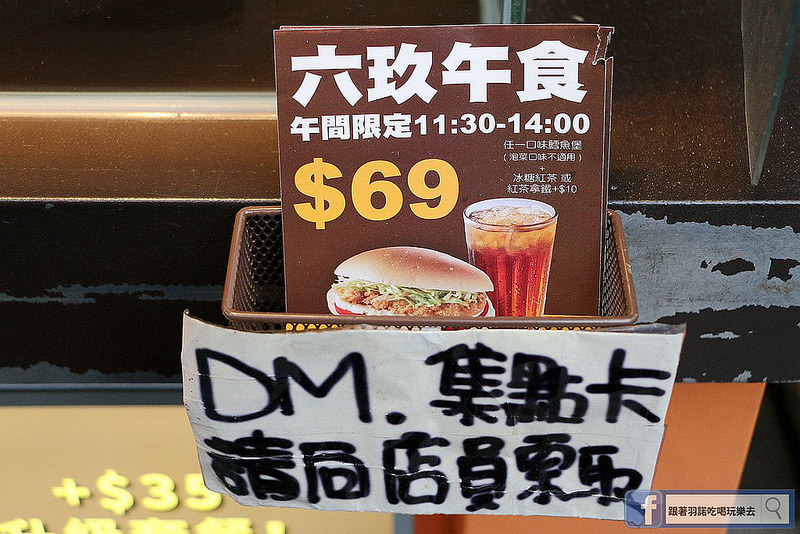 六玖午食
午間限定11:30-14:00
任一口味鱈魚堡
(泡菜口味不適用)
+
冰糖紅茶 或
紅茶拿鐵+$10
$69
DM.集點卡
請向店員索取
+$35
f 跟著羽諾吃喝玩樂去